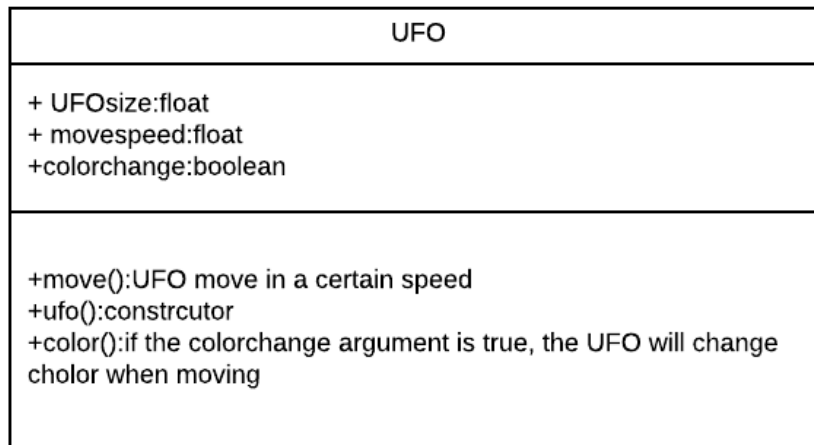 UFO
+ UFOsize:float
+ movespeed:float
+colorchange:boolean
+move():UFO move in a certain speed
+ufo():constrcutor
+color():if the colorchange argument is true, the UFO will change
cholor when moving